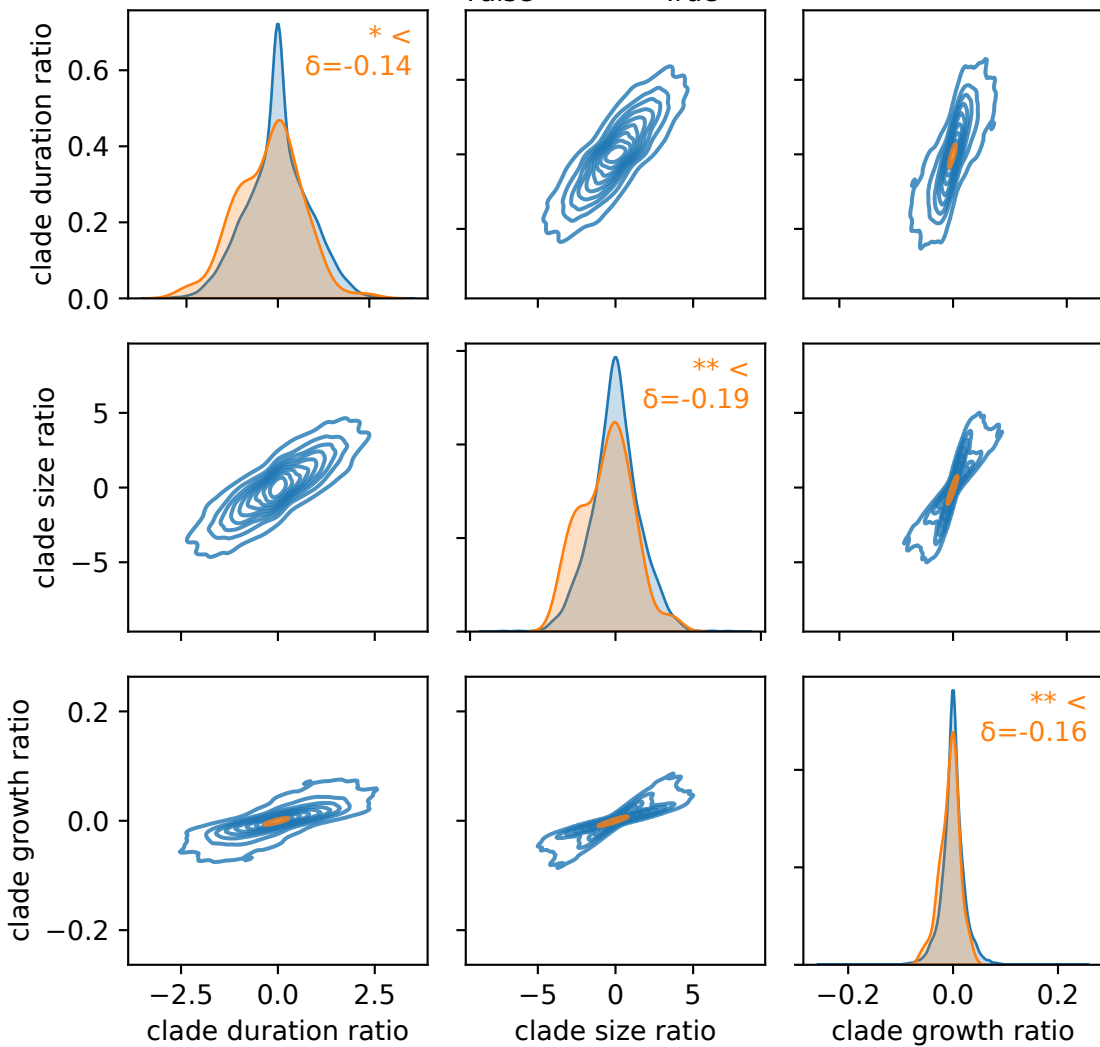 clade duration ratio
0.6
0.4
0.2
0.0
* <
δ=-0.14
clade size ratio
5
0
−5
** <
δ=-0.19
clade growth ratio
0.2
0.0
−0.2
** <
δ=-0.16
−2.5 0.0 2.5
clade duration ratio
−5 0 5
clade size ratio
−0.2 0.0 0.2
clade growth ratio